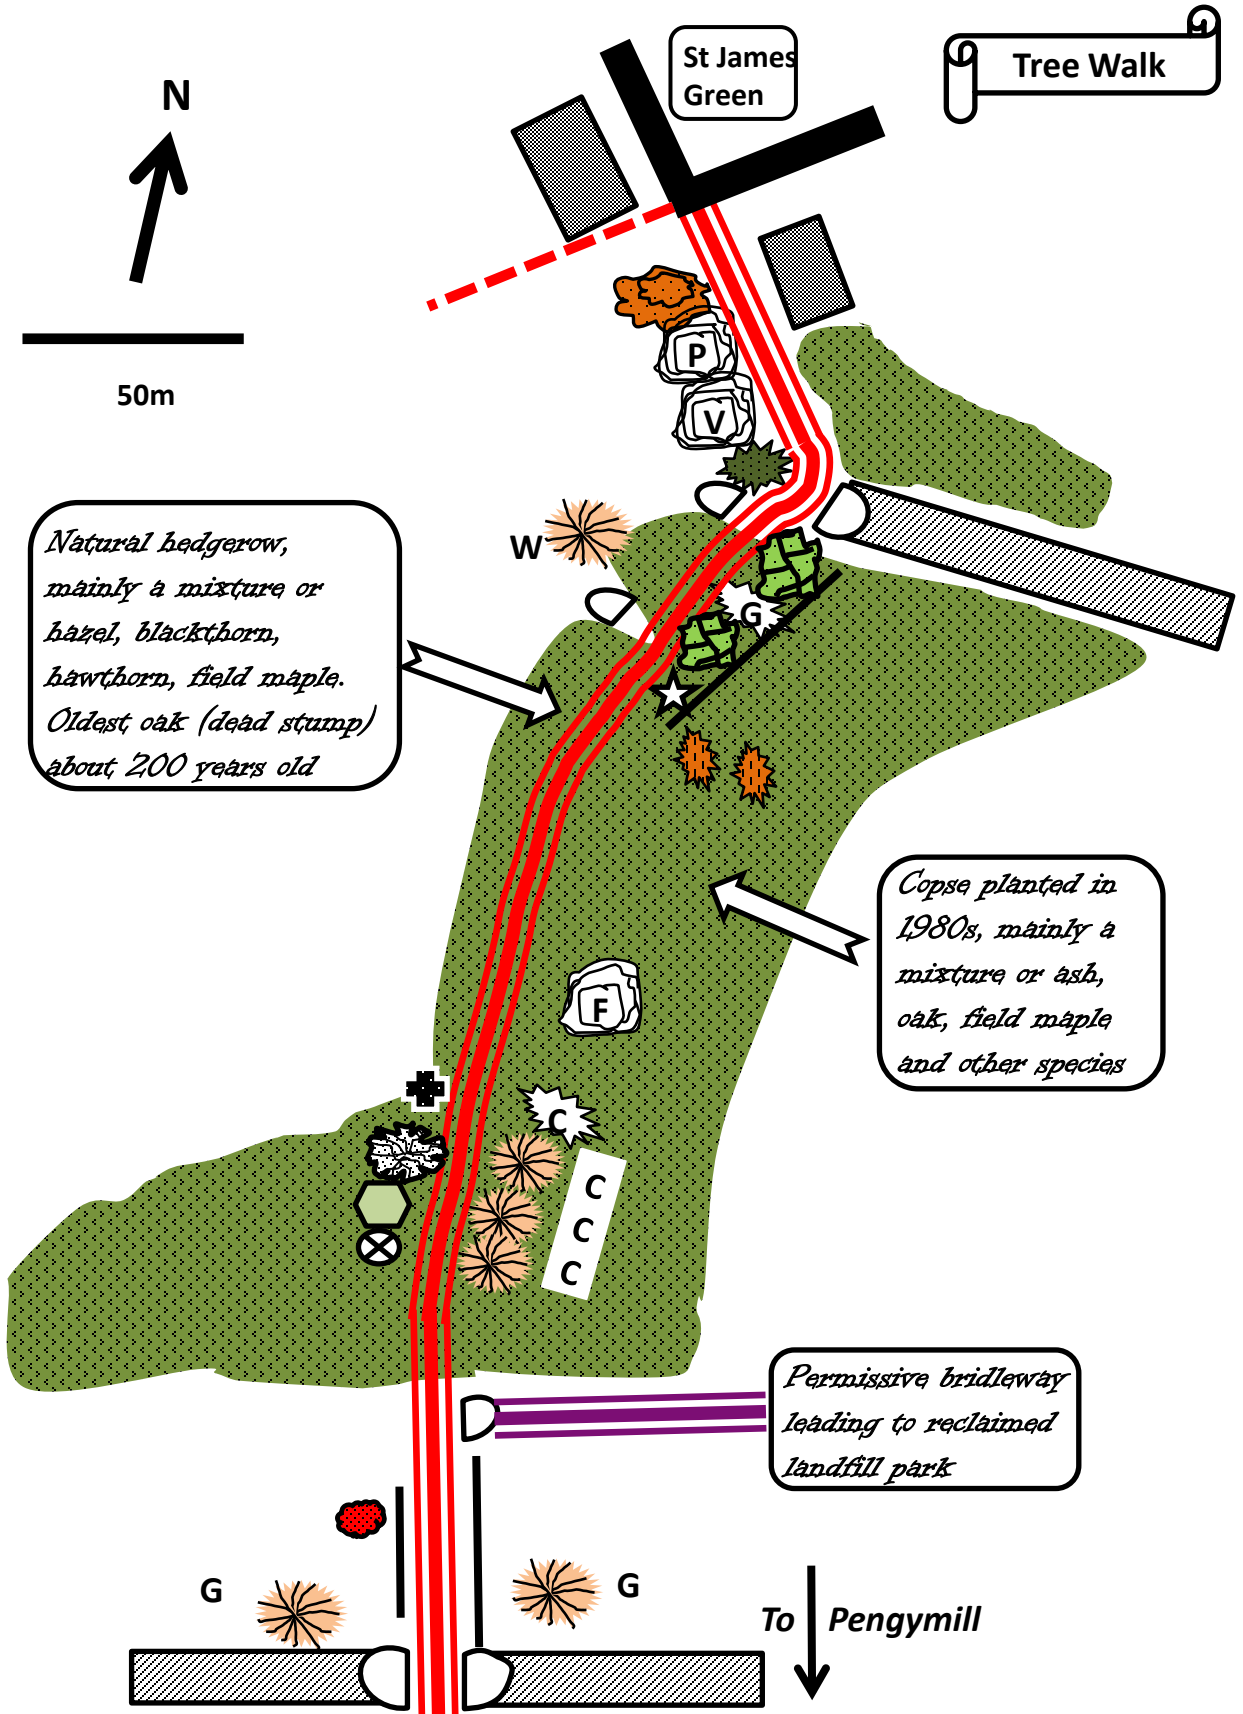 St James
Green
Tree Walk
N
50m
P
V
Natural hedgerow,
mainly a mixture or
hazel, blackthorn,
hawthorn, field maple.
Oldest oak (dead stump)
about 200 years old
W
G
Copse planted in
1980s, mainly a
mixture or ash,
oak, field maple
and other species
F
C
C
C
C
Permissive bridleway
leading to reclaimed
landfill park
G
G
To Pengymill